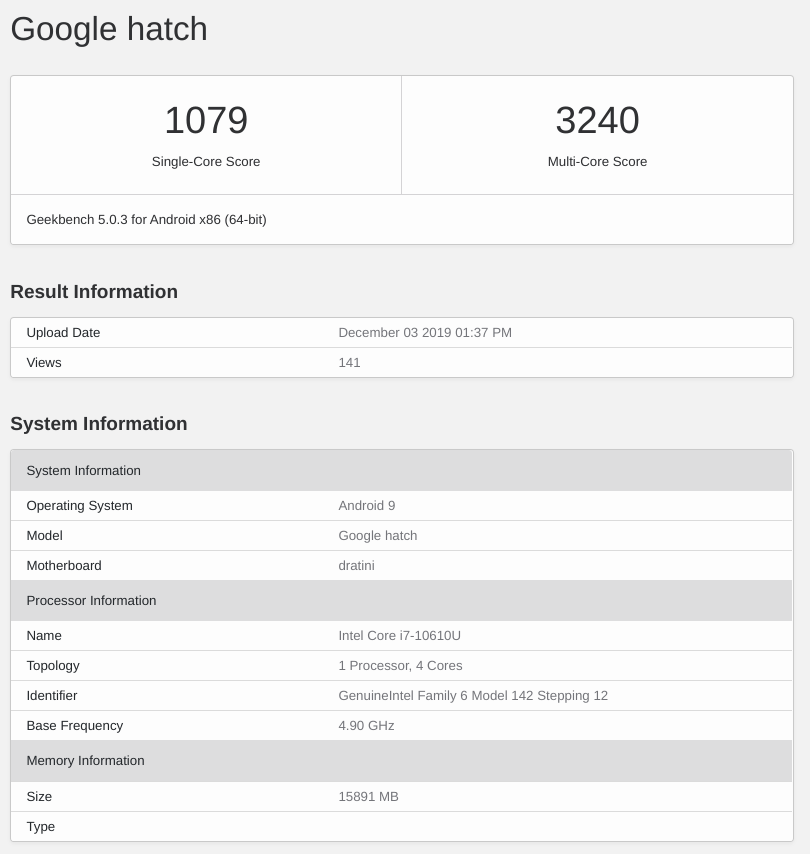 Google hatch
1079
Single-Core Score
3240
Multi-Core Score
Geekbench 5.0.3 for Android x86 (64-bit)
Result Information
Upload Date December 03 2019 01:37 PM
Views 141
System Information
System Information
Operating System Android 9
Model Google hatch
Motherboard dratini
Processor Information
Name Intel Core i7-10610U
Topology 1 Processor, 4 Cores
Identifier GenuineIntel Family 6 Model 142 Stepping 12
Base Frequency 4.90 GHz
Memory Information
Size 15891 MB
Type